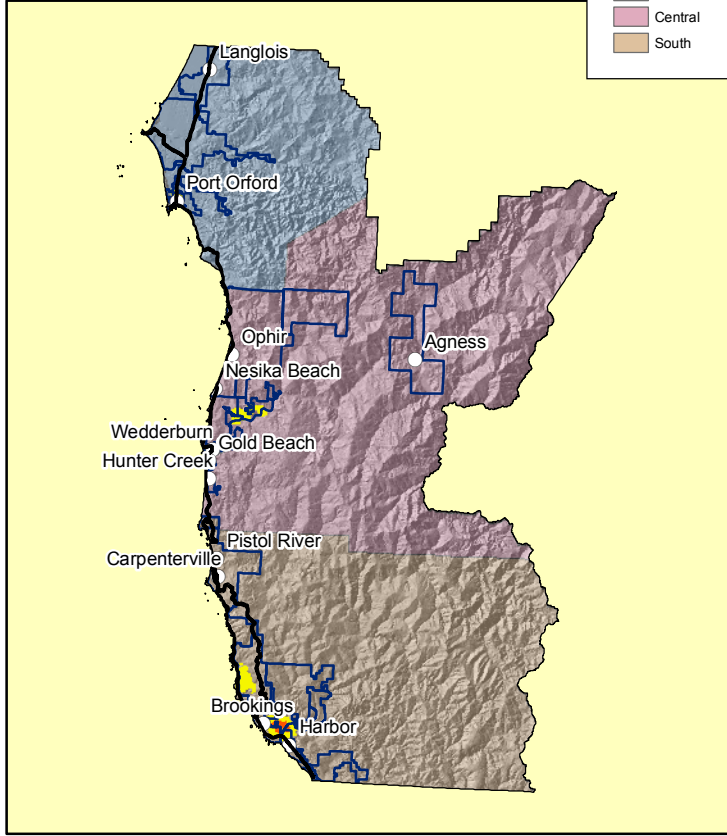 Central
South
Langlois
Port Orford
Ophir
Agness
Nesika Beach
Wedderburn
Gold Beach
Hunter Creek
Pistol River
Carpenterville
Brookings
Harbor